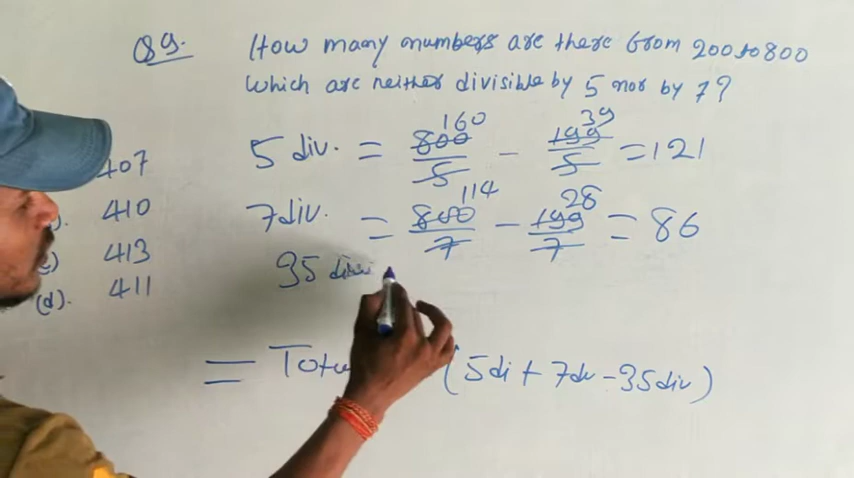 Q9. How many numbers are there from 200 to 800
which are neither divisible by 5 nor by 7?
5 div. = 800/5 160 - 199/5 39 = 121
407
7 div. = 800/7 114 - 199/7 28 = 86
410
c) 413
35 div
(d). 411
= Tot (5di + 7dv - 35div)